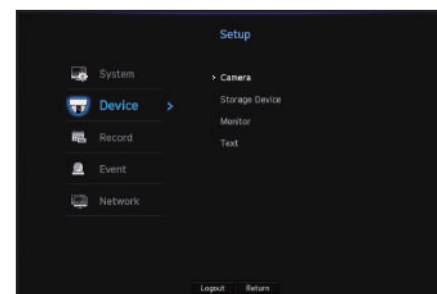 Setup
System
Device >
Record
Event
Network
> Camera
Storage Device
Monitor
Text
Logout Return